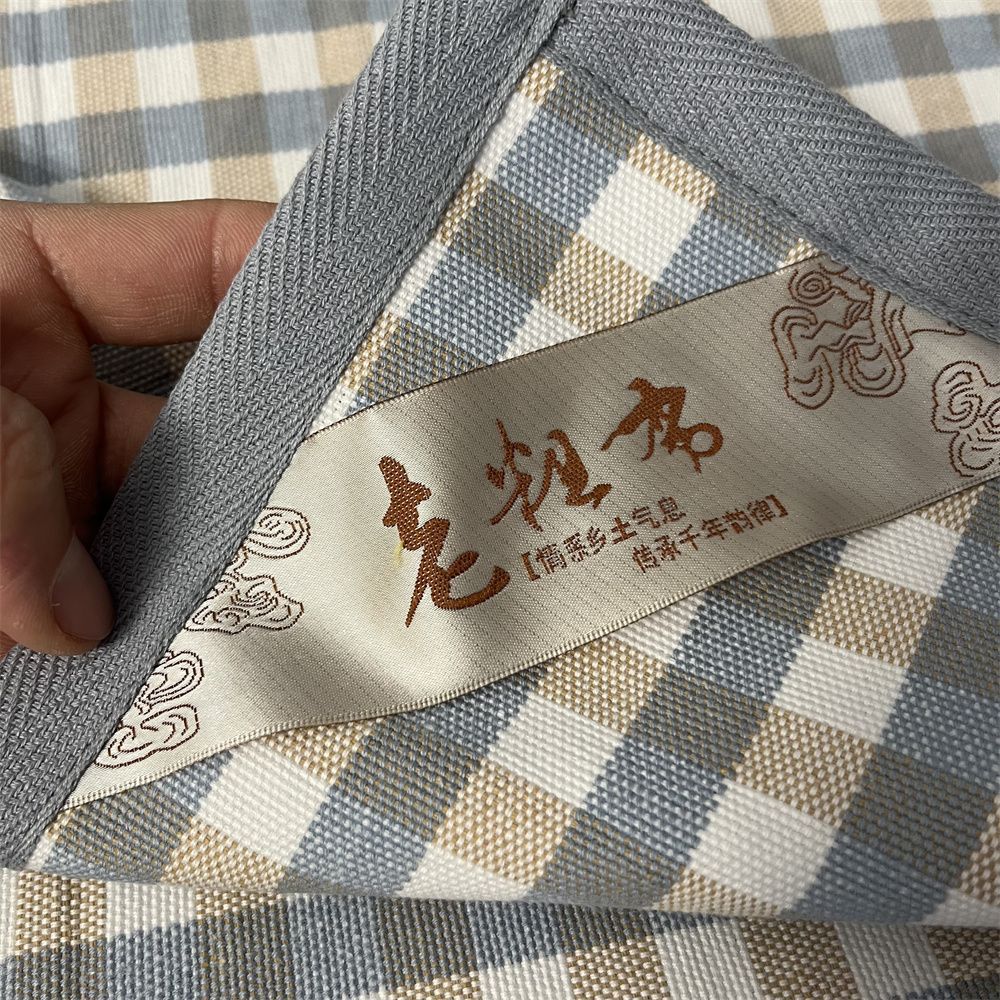 老粗布
【情系乡土气息
传承千年韵律】